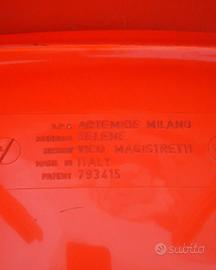 ARTEMIDE MILANO
SELENE
VICO MAGISTRETTI
MADE IN ITALY
PATENT 793415
subito